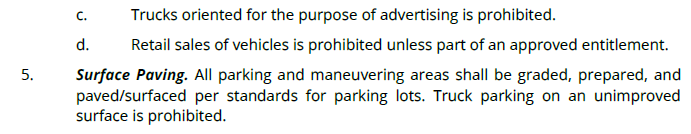 c. Trucks oriented for the purpose of advertising is prohibited.
d. Retail sales of vehicles is prohibited unless part of an approved entitlement.
5. Surface Paving. All parking and maneuvering areas shall be graded, prepared, and
paved/surfaced per standards for parking lots. Truck parking on an unimproved
surface is prohibited.